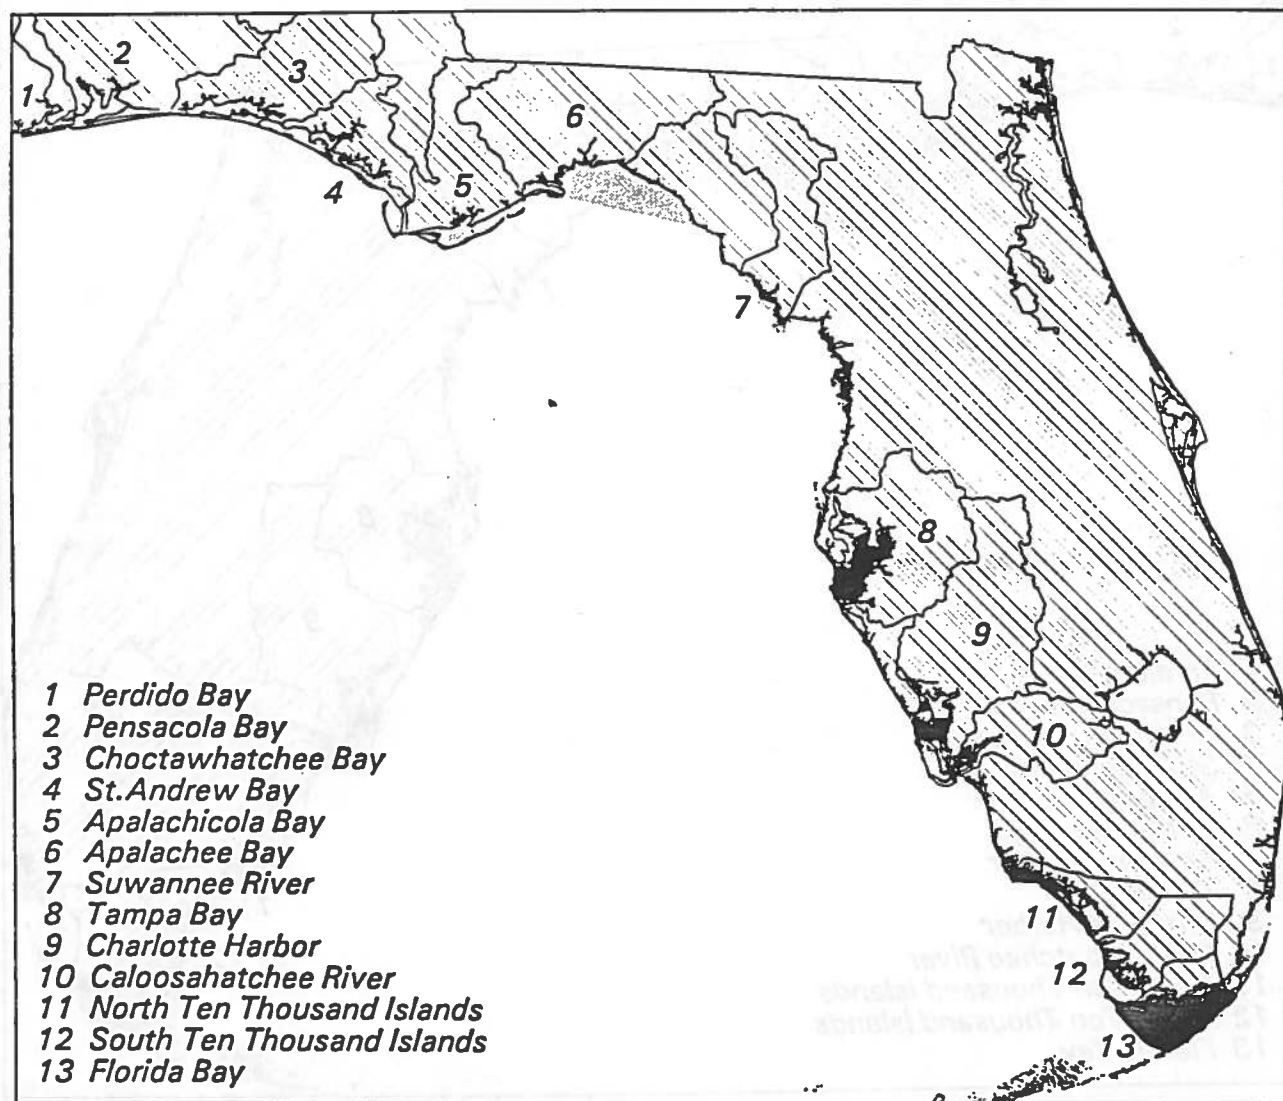 1
2
3
4
5
6
7
8
9
10
11
12
13
1 Perdido Bay
2 Pensacola Bay
3 Choctawhatchee Bay
4 St.Andrew Bay
5 Apalachicola Bay
6 Apalachee Bay
7 Suwannee River
8 Tampa Bay
9 Charlotte Harbor
10 Caloosahatchee River
11 North Ten Thousand Islands
12 South Ten Thousand Islands
13 Florida Bay